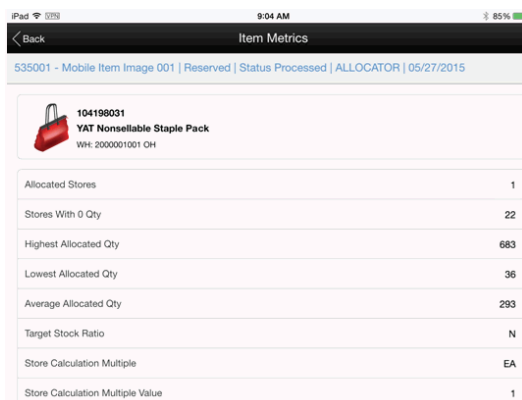 iPad VPN 9:04 AM 85%
Back Item Metrics
535001 - Mobile Item Image 001 | Reserved | Status Processed | ALLOCATOR | 05/27/2015
104198031
YAT Nonsellable Staple Pack
WH: 2000001001 OH
Allocated Stores 1
Stores With 0 Qty 22
Highest Allocated Qty 683
Lowest Allocated Qty 36
Average Allocated Qty 293
Target Stock Ratio N
Store Calculation Multiple EA
Store Calculation Multiple Value 1